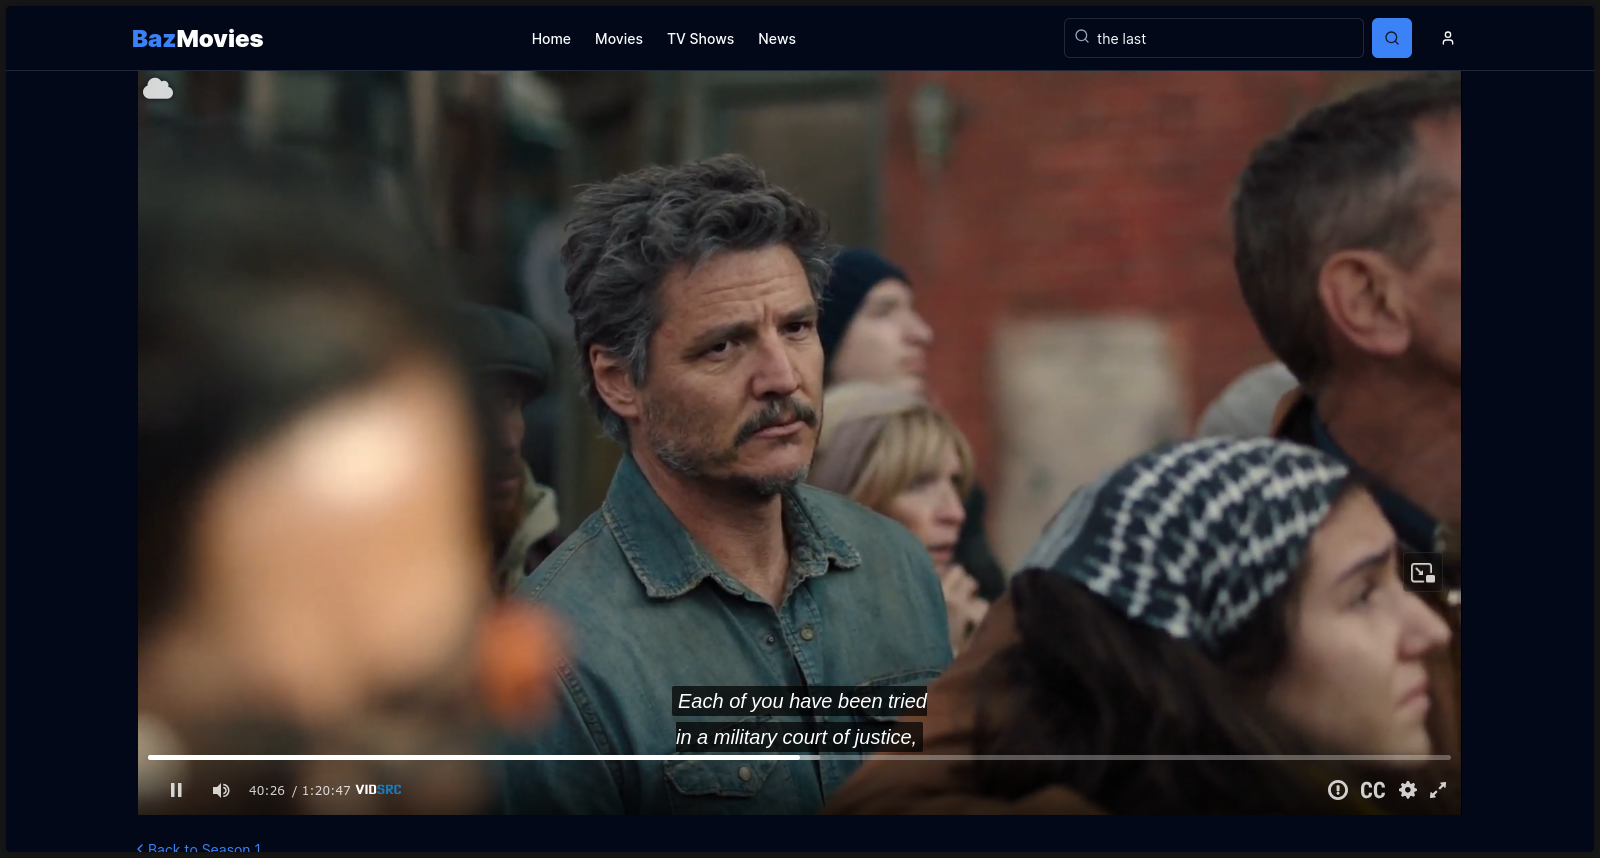 BazMovies
Home
Movies
TV Shows
News
the last
Each of you have been tried
in a military court of justice,
40:26 / 1:20:47 VIDSRC
CC
Back to Season 1